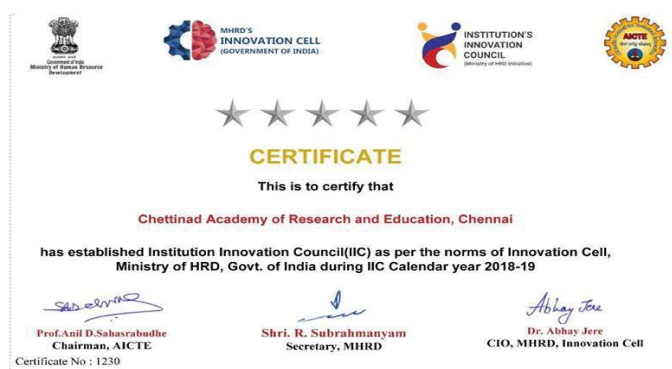 Government of India
Ministry of Human Resource
Development
MHRD'S
INNOVATION CELL
(GOVERNMENT OF INDIA)
INSTITUTION'S
INNOVATION
COUNCIL
(Ministry of HRD Initiative)
AICTE
CERTIFICATE
This is to certify that
Chettinad Academy of Research and Education, Chennai
has established Institution Innovation Council(IIC) as per the norms of Innovation Cell,
Ministry of HRD, Govt. of India during IIC Calendar year 2018-19
Abhay Jere
Prof.Anil D.Sahasrabudhe
Chairman, AICTE
Shri. R. Subrahmanyam
Secretary, MHRD
Dr. Abhay Jere
CIO, MHRD, Innovation Cell
Certificate No : 1230